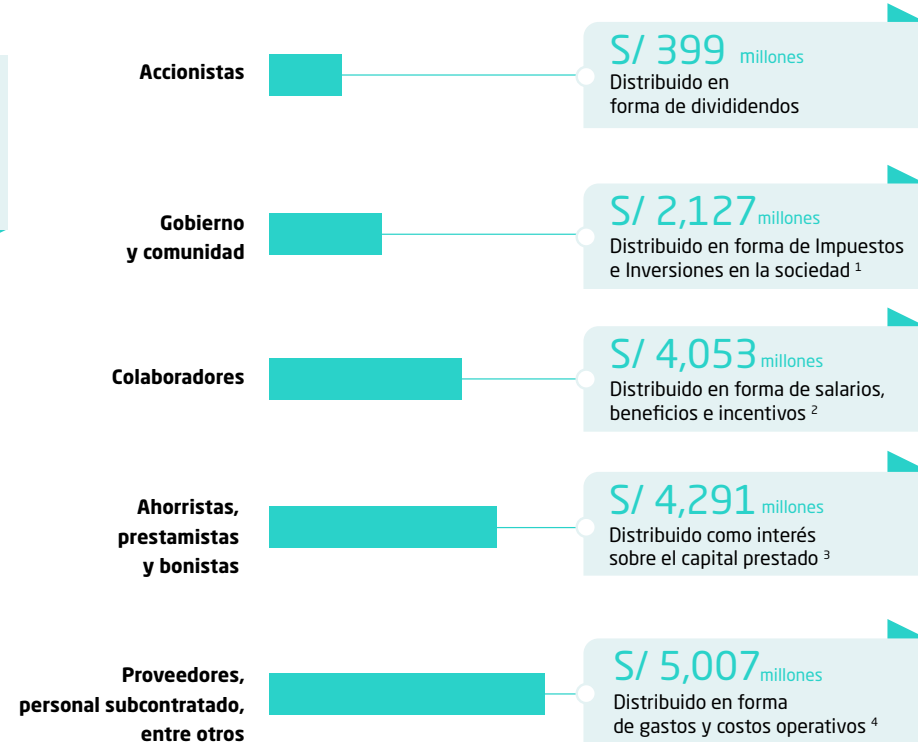 Accionistas
S/ 399 millones
Distribuido en
forma de divididendos
Gobierno
y comunidad
S/ 2,127 millones
Distribuido en forma de Impuestos
e Inversiones en la sociedad 1
Colaboradores
S/ 4,053 millones
Distribuido en forma de salarios,
beneficios e incentivos 2
Ahorristas,
prestamistas
y bonistas
S/ 4,291 millones
Distribuido como interés
sobre el capital prestado 3
Proveedores,
personal subcontratado,
entre otros
S/ 5,007 millones
Distribuido en forma
de gastos y costos operativos 4